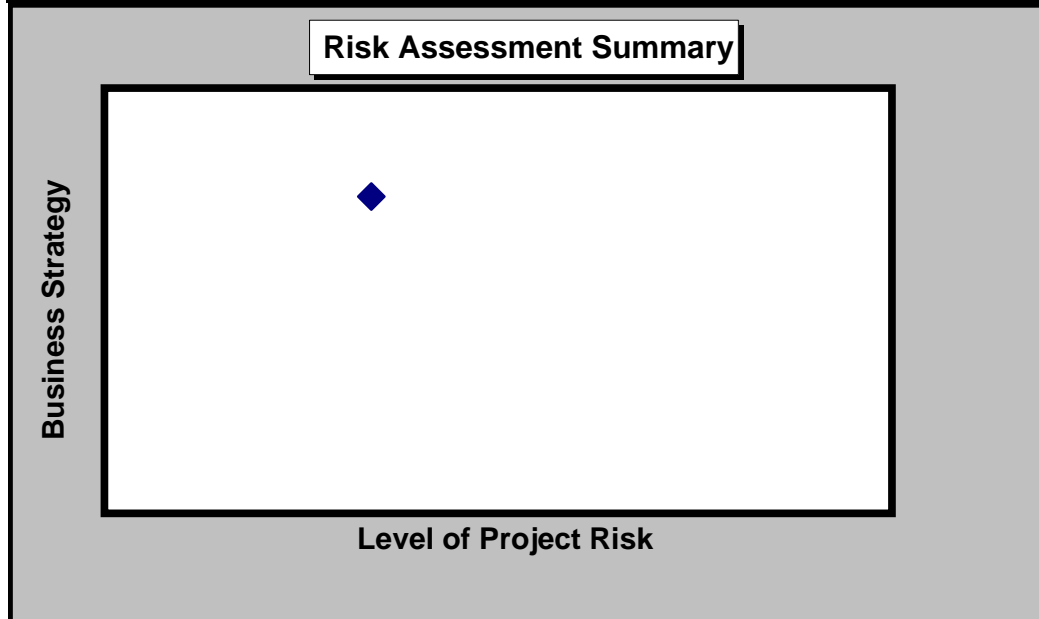 Risk Assessment Summary
Business Strategy
Level of Project Risk